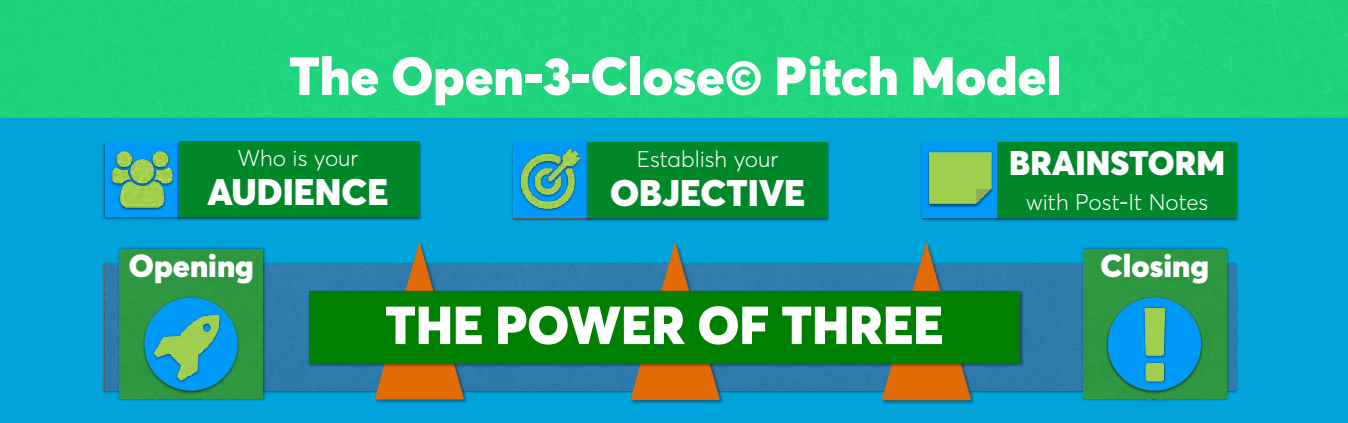 The Open-3-Close© Pitch Model
Who is your
AUDIENCE
Establish your
OBJECTIVE
BRAINSTORM
with Post-It Notes
Opening
THE POWER OF THREE
Closing